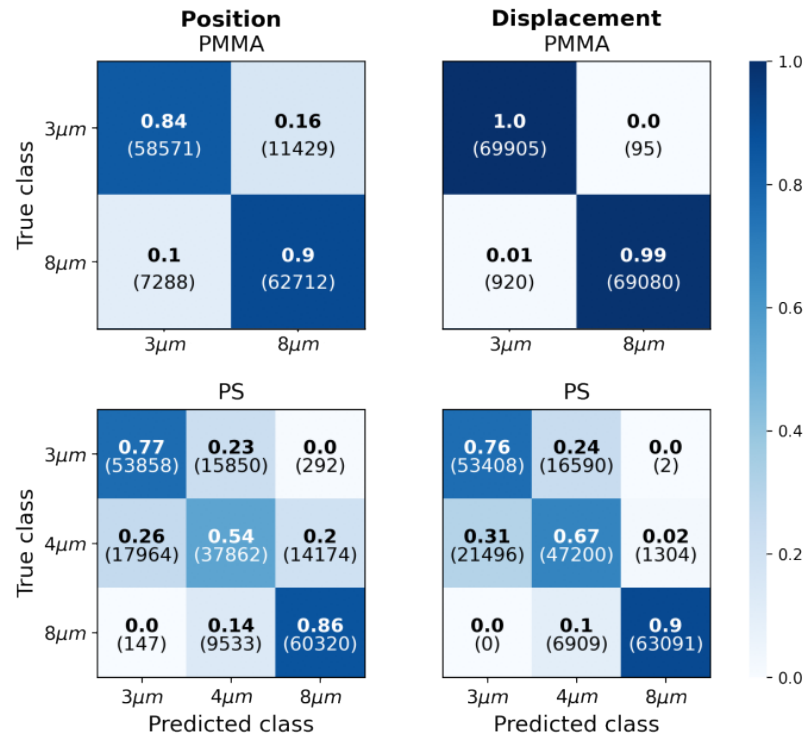 Position
PMMA
Displacement
PMMA
True class
3μm
8μm
0.84
(58571)
0.16
(11429)
0.1
(7288)
0.9
(62712)
3μm
8μm
1.0
(69905)
0.0
(95)
0.01
(920)
0.99
(69080)
3μm
8μm
1.0
0.8
0.6
0.4
0.2
0.0
PS
True class
3μm
4μm
8μm
0.77
(53858)
0.23
(15850)
0.0
(292)
0.26
(17964)
0.54
(37862)
0.2
(14174)
0.0
(147)
0.14
(9533)
0.86
(60320)
3μm
4μm
8μm
Predicted class
PS
0.76
(53408)
0.24
(16590)
0.0
(2)
0.31
(21496)
0.67
(47200)
0.02
(1304)
0.0
(0)
0.1
(6909)
0.9
(63091)
3μm
4μm
8μm
Predicted class